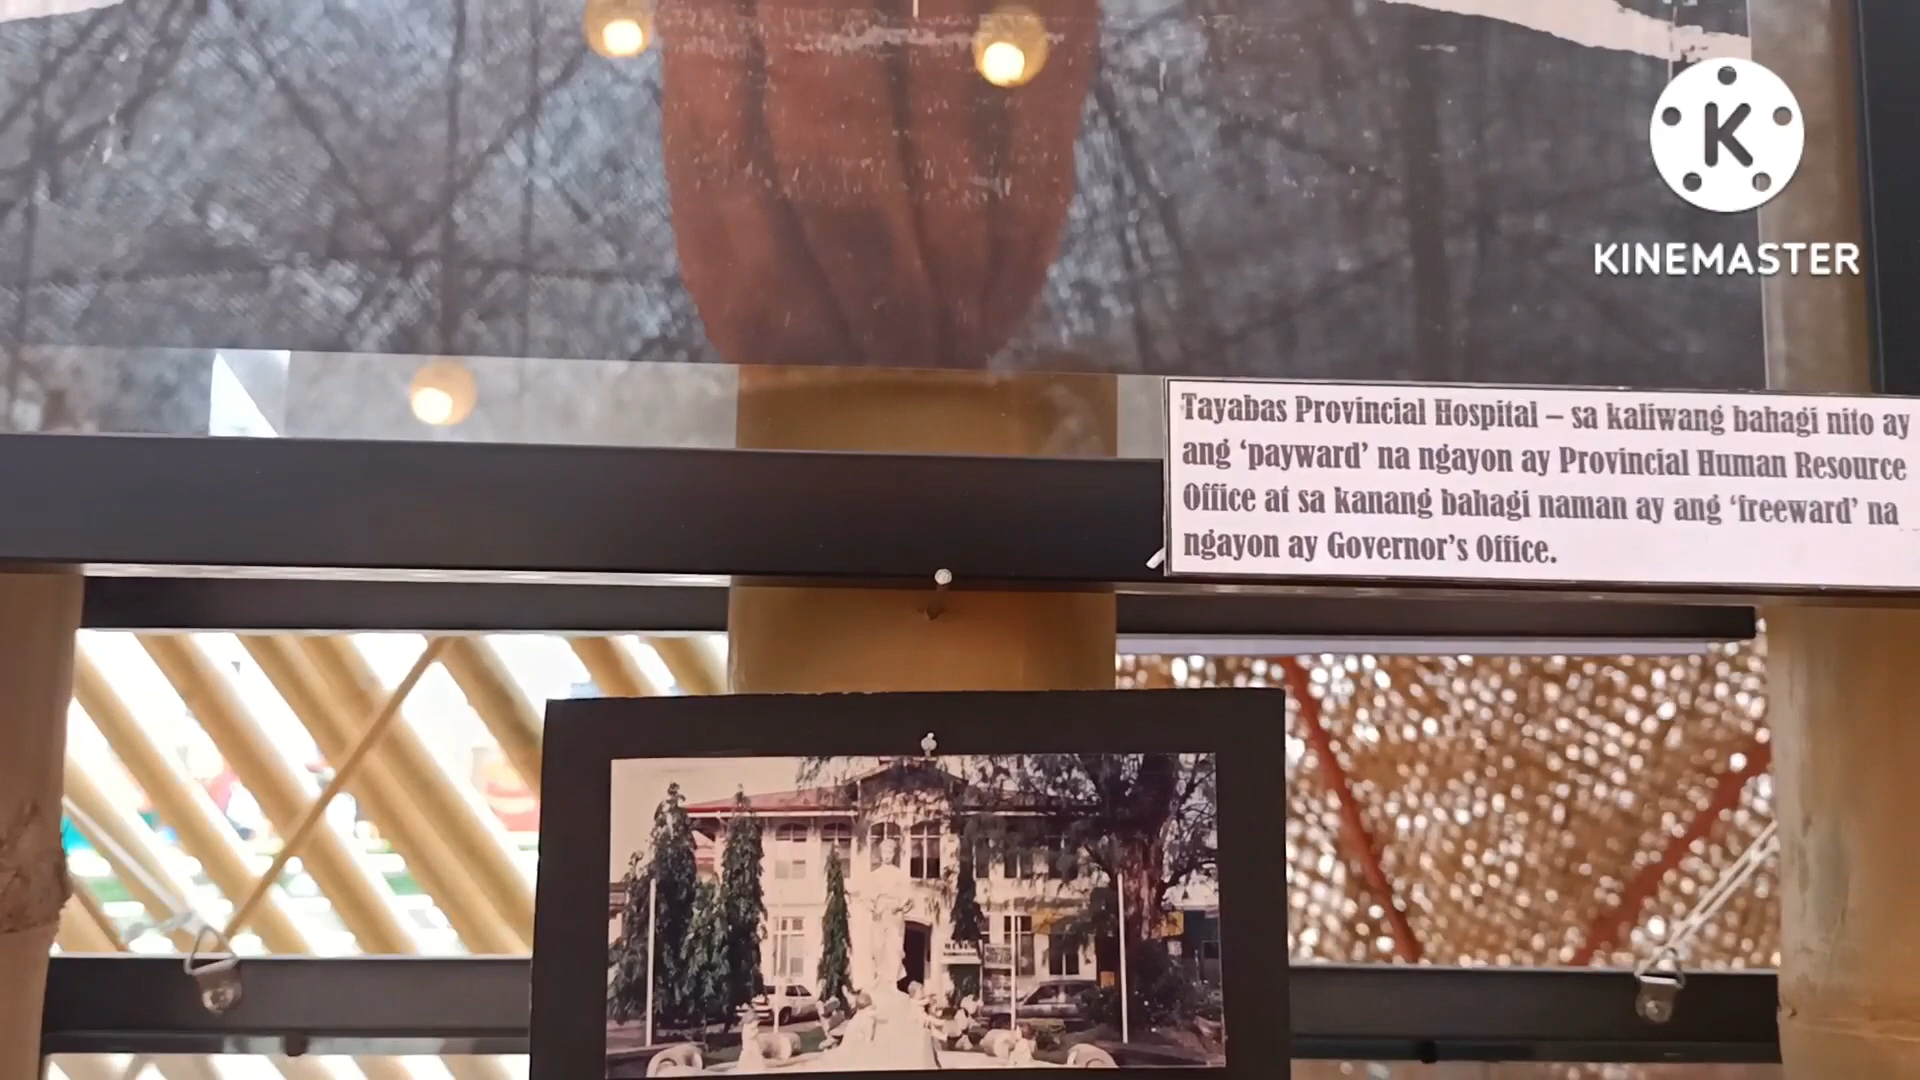 K
KINEMASTER
Tayabas Provincial Hospital – sa kaliwang bahagi nito ay
ang ‘payward’ na ngayon ay Provincial Human Resource
Office at sa kanang bahagi naman ay ang ‘freeward’ na
ngayon ay Governor’s Office.